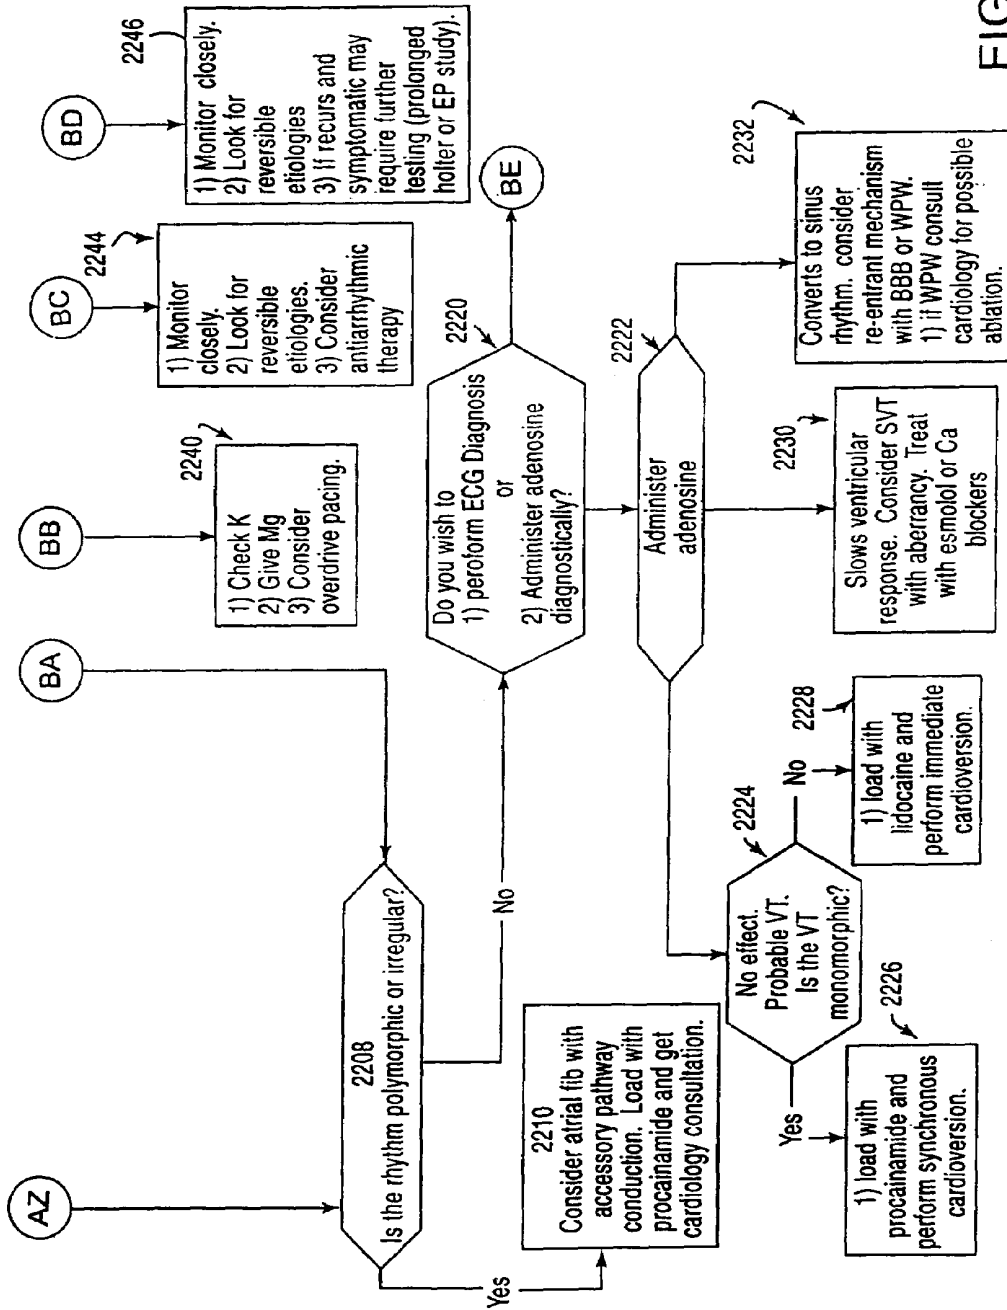 AZ
BA
BB
BC
BD
2208
Is the rhythm polymorphic or irregular?
Yes
No
2210
Consider atrial fib with
accessory pathway
conduction. Load with
procainamide and get
cardiology consultation.
2240
1) Check K
2) Give Mg
3) Consider
overdrive pacing.
2244
1) Monitor
closely.
2) Look for
reversible
etiologies.
3) Consider
antiarrhythmic
therapy
2246
1) Monitor closely.
2) Look for
reversible
etiologies
3) If recurs and
symptomatic may
require further
testing (prolonged
holter or EP study).
2220
Do you wish to
1) peroform ECG Diagnosis
or
2) Administer adenosine
diagnostically?
BE
2222
Administer
adenosine
2224
No effect.
Probable VT.
Is the VT
monomorphic?
Yes
No
2226
1) load with
procainamide and
perform synchronous
cardioversion.
2228
1) load with
lidocaine and
perform immediate
cardioversion.
2230
Slows ventricular
response. Consider SVT
with aberrancy. Treat
with esmolol or Ca
blockers
2232
Converts to sinus
rhythm. consider
re-entrant mechanism
with BBB or WPW.
1) if WPW consult
cardiology for possible
ablation.
FIG